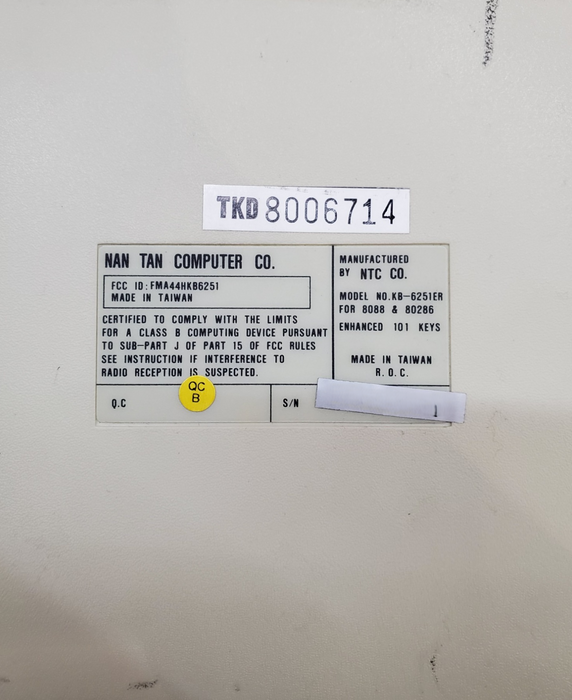 TKD 8006714
NAN TAN COMPUTER CO.
FCC ID: FMA44HKB6251
MADE IN TAIWAN
CERTIFIED TO COMPLY WITH THE LIMITS
FOR A CLASS B COMPUTING DEVICE PURSUANT
TO SUB-PART J OF PART 15 OF FCC RULES
SEE INSTRUCTION IF INTERFERENCE TO
RADIO RECEPTION IS SUSPECTED.
MANUFACTURED
BY NTC CO.
MODEL NO.KB-6251ER
FOR 8088 & 80286
ENHANCED 101 KEYS
MADE IN TAIWAN
R.O.C.
Q.C
QC
B
S/N